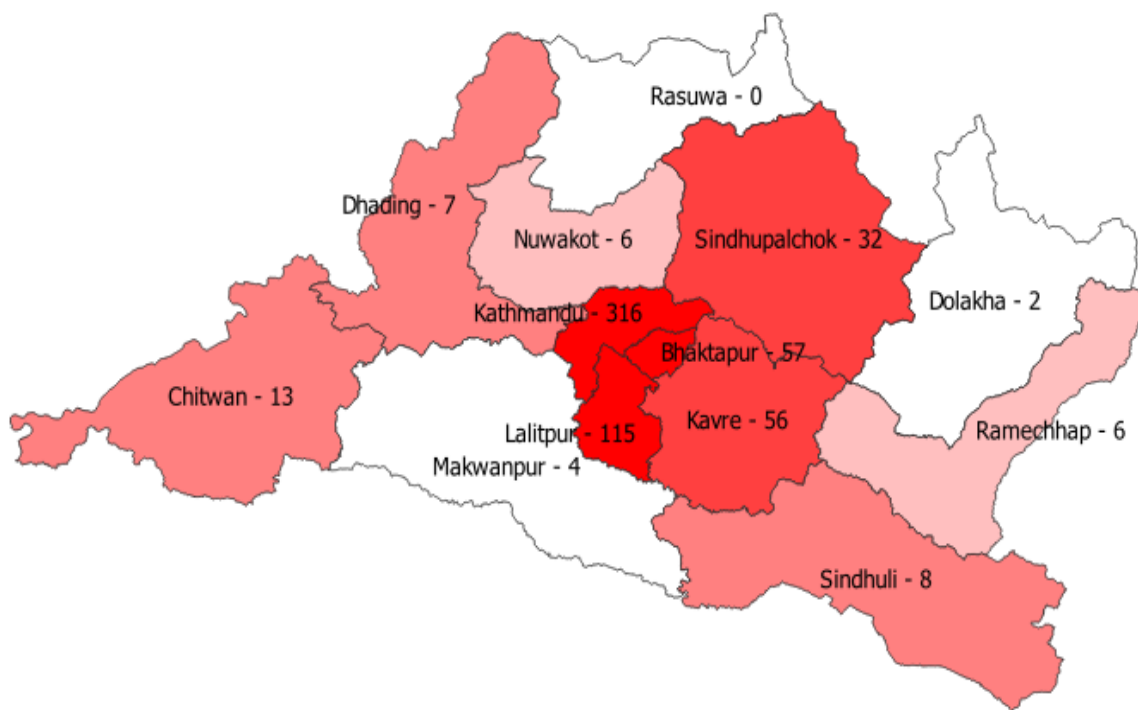 Rasuwa - 0
Dhading - 7
Nuwakot - 6
Sindhupalchok - 32
Dolakha - 2
Kathmandu - 316
Bhaktapur - 57
Chitwan - 13
Kavre - 56
Lalitpur - 115
Ramechhap - 6
Makwanpur - 4
Sindhuli - 8